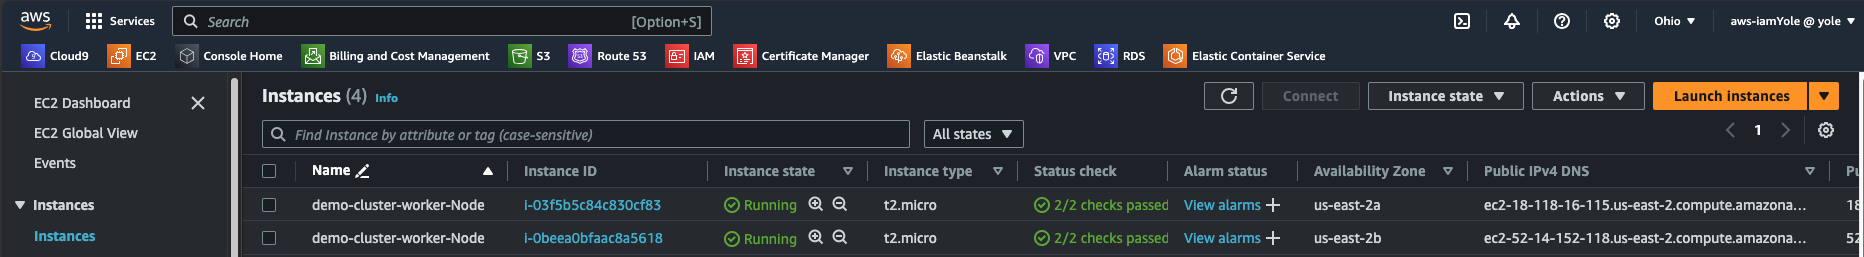 aws Services Search [Option+S] Ohio aws-iamYole @ yole
Cloud9 EC2 Console Home Billing and Cost Management S3 Route 53 IAM Certificate Manager Elastic Beanstalk VPC RDS Elastic Container Service
EC2 Dashboard
EC2 Global View
Events
Instances
Instances
Instances (4) Info Connect Instance state Actions Launch instances
Find Instance by attribute or tag (case-sensitive) All states 1
Name Instance ID Instance state Instance type Status check Alarm status Availability Zone Public IPv4 DNS Pu
demo-cluster-worker-Node i-03f5b5c84c830cf83 Running t2.micro 2/2 checks passed View alarms us-east-2a ec2-18-118-16-115.us-east-2.compute.amazona... 18
demo-cluster-worker-Node i-0beea0bfaac8a5618 Running t2.micro 2/2 checks passed View alarms us-east-2b ec2-52-14-152-118.us-east-2.compute.amazona... 52